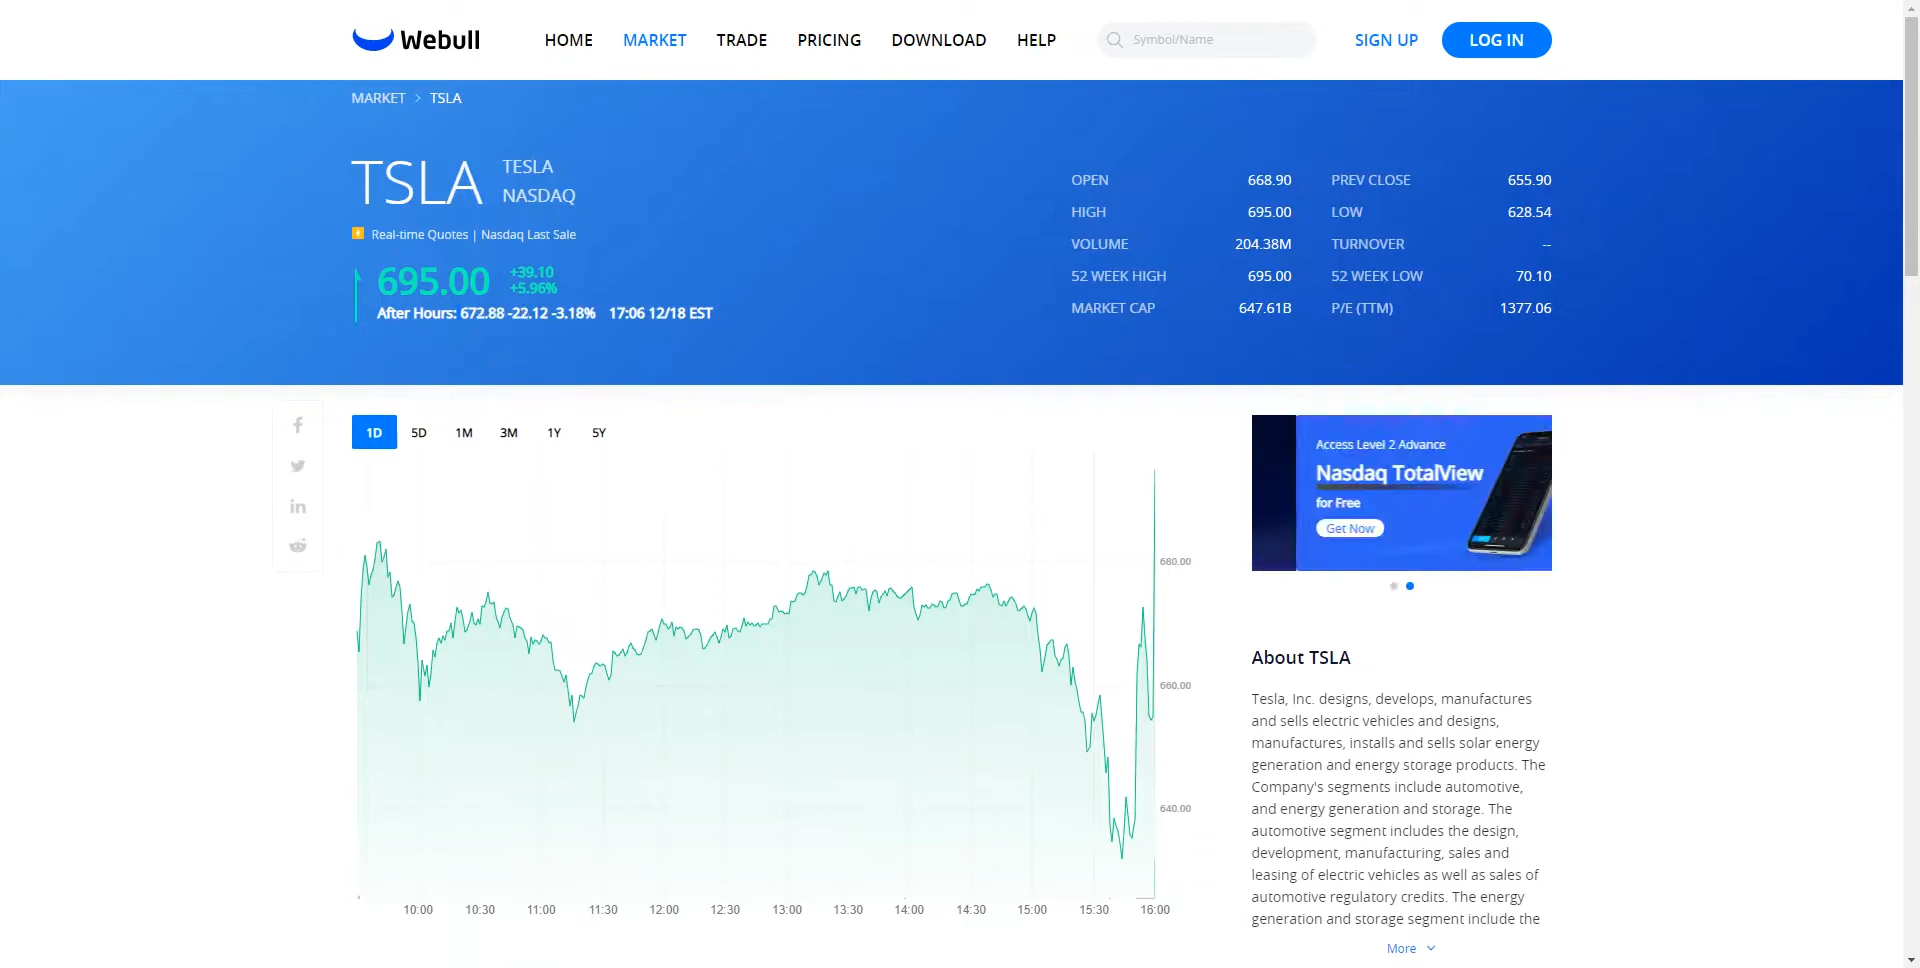 Webull
HOME MARKET TRADE PRICING DOWNLOAD HELP
Symbol/Name
SIGN UP LOG IN
MARKET > TSLA
TSLA
TESLA
NASDAQ
Real-time Quotes | Nasdaq Last Sale
695.00
+39.10
+5.96%
After Hours: 672.88 -22.12 -3.18% 17:06 12/18 EST
OPEN 668.90 PREV CLOSE 655.90
HIGH 695.00 LOW 628.54
VOLUME 204.38M TURNOVER --
52 WEEK HIGH 695.00 52 WEEK LOW 70.10
MARKET CAP 647.61B P/E (TTM) 1377.06
1D 5D 1M 3M 1Y 5Y
680.00
660.00
640.00
10:00 10:30 11:00 11:30 12:00 12:30 13:00 13:30 14:00 14:30 15:00 15:30 16:00
Access Level 2 Advance
Nasdaq TotalView
for Free
Get Now
About TSLA
Tesla, Inc. designs, develops, manufactures
and sells electric vehicles and designs,
manufactures, installs and sells solar energy
generation and energy storage products. The
Company's segments include automotive,
and energy generation and storage. The
automotive segment includes the design,
development, manufacturing, sales and
leasing of electric vehicles as well as sales of
automotive regulatory credits. The energy
generation and storage segment include the
More